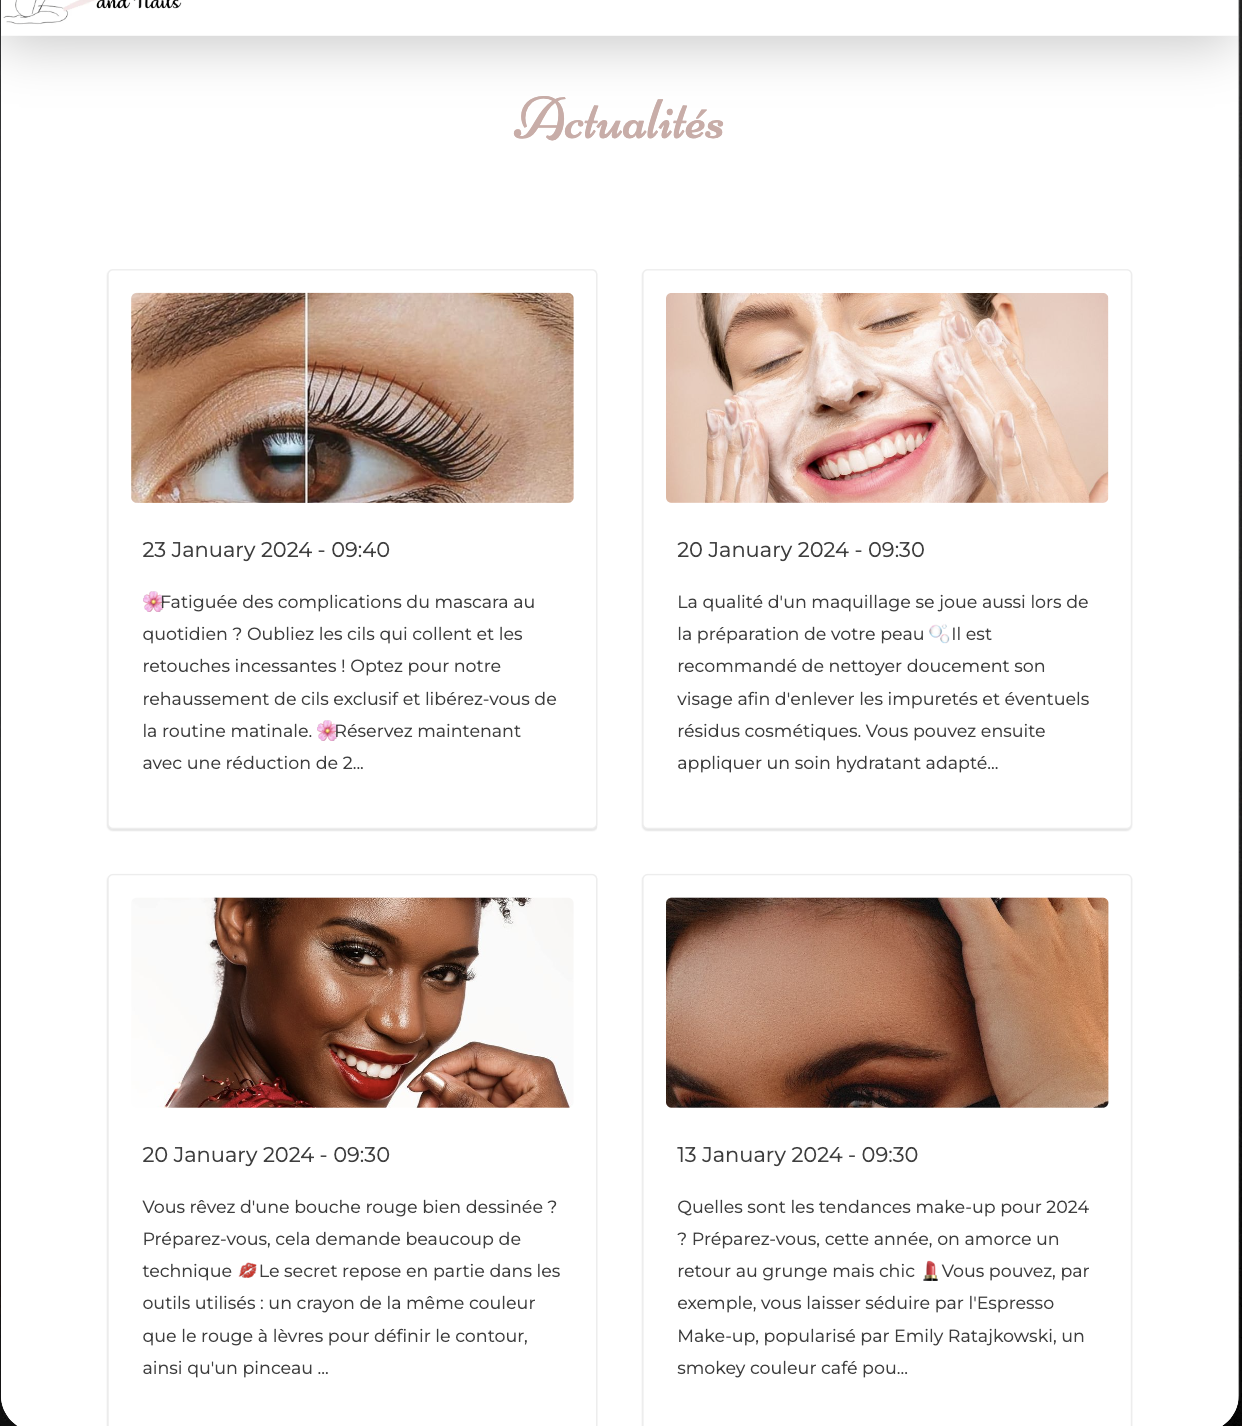 and Nails
Actualités
23 January 2024 - 09:40
🌸Fatiguée des complications du mascara au
quotidien ? Oubliez les cils qui collent et les
retouches incessantes ! Optez pour notre
rehaussement de cils exclusif et libérez-vous de
la routine matinale. 🌸Réservez maintenant
avec une réduction de 2...
20 January 2024 - 09:30
La qualité d'un maquillage se joue aussi lors de
la préparation de votre peau 🫧Il est
recommandé de nettoyer doucement son
visage afin d'enlever les impuretés et éventuels
résidus cosmétiques. Vous pouvez ensuite
appliquer un soin hydratant adapté...
20 January 2024 - 09:30
Vous rêvez d'une bouche rouge bien dessinée ?
Préparez-vous, cela demande beaucoup de
technique 💋Le secret repose en partie dans les
outils utilisés : un crayon de la même couleur
que le rouge à lèvres pour définir le contour,
ainsi qu'un pinceau ...
13 January 2024 - 09:30
Quelles sont les tendances make-up pour 2024
? Préparez-vous, cette année, on amorce un
retour au grunge mais chic 💄Vous pouvez, par
exemple, vous laisser séduire par l'Espresso
Make-up, popularisé par Emily Ratajkowski, un
smokey couleur café pou...